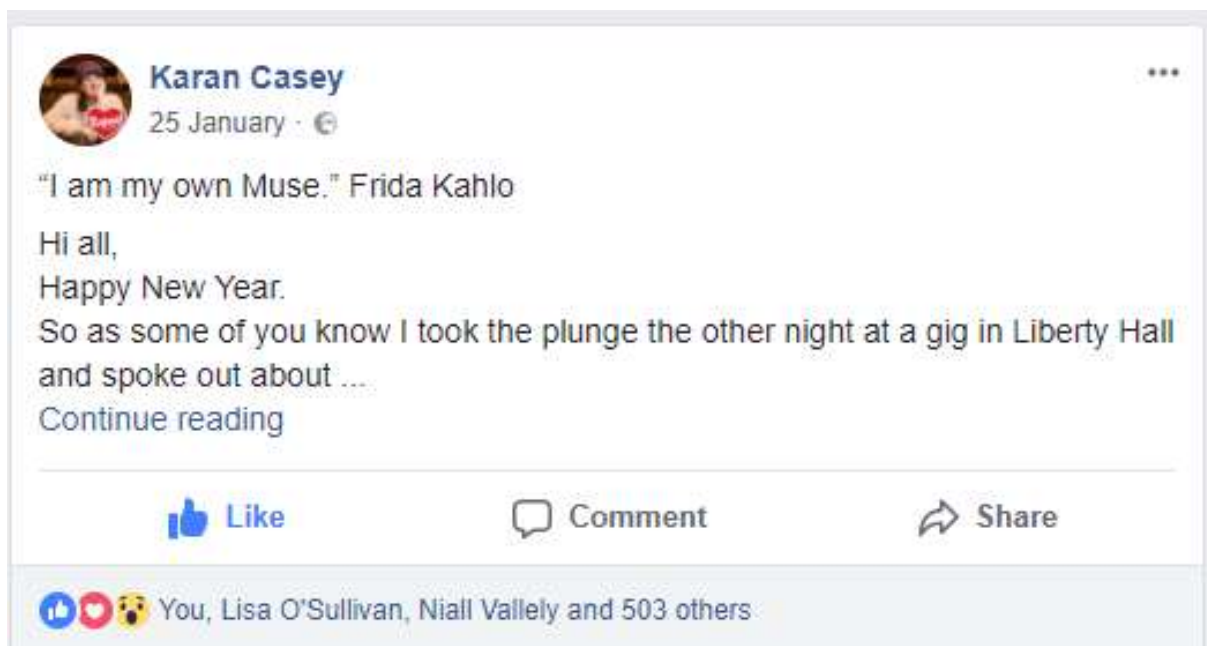 Karan Casey
25 January ·
“I am my own Muse.” Frida Kahlo
Hi all,
Happy New Year.
So as some of you know I took the plunge the other night at a gig in Liberty Hall
and spoke out about ...
Continue reading
Like Comment Share
You, Lisa O'Sullivan, Niall Vallely and 503 others